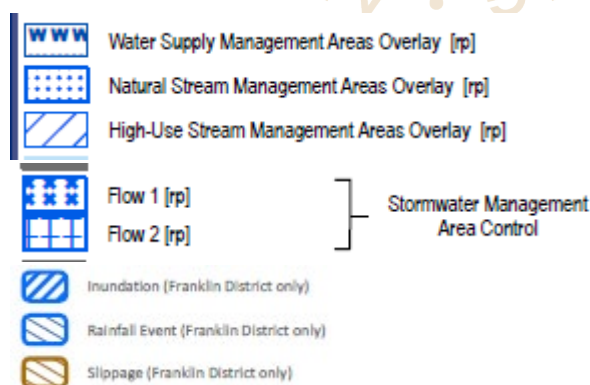 Water Supply Management Areas Overlay [rp]
Natural Stream Management Areas Overlay [rp]
High-Use Stream Management Areas Overlay [rp]
Flow 1 [rp]
Flow 2 [rp]
Stormwater Management
Area Control
Inundation (Franklin District only)
Rainfall Event (Franklin District only)
Slippage (Franklin District only)